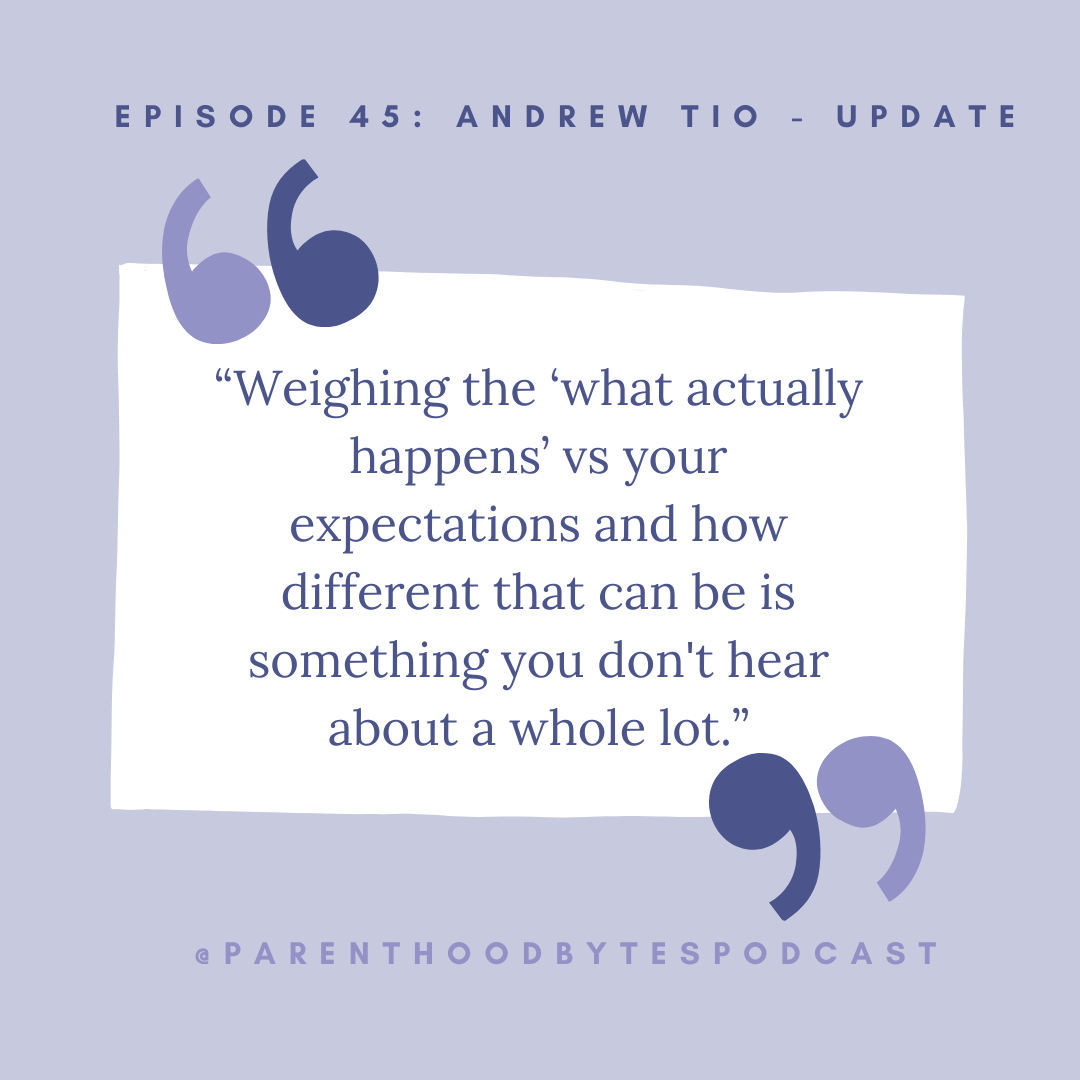 EPISODE 45: ANDREW TIO - UPDATE
“Weighing the ‘what actually
happens’ vs your
expectations and how
different that can be is
something you don't hear
about a whole lot.”
@PARENTHOODBYTESPODCAST